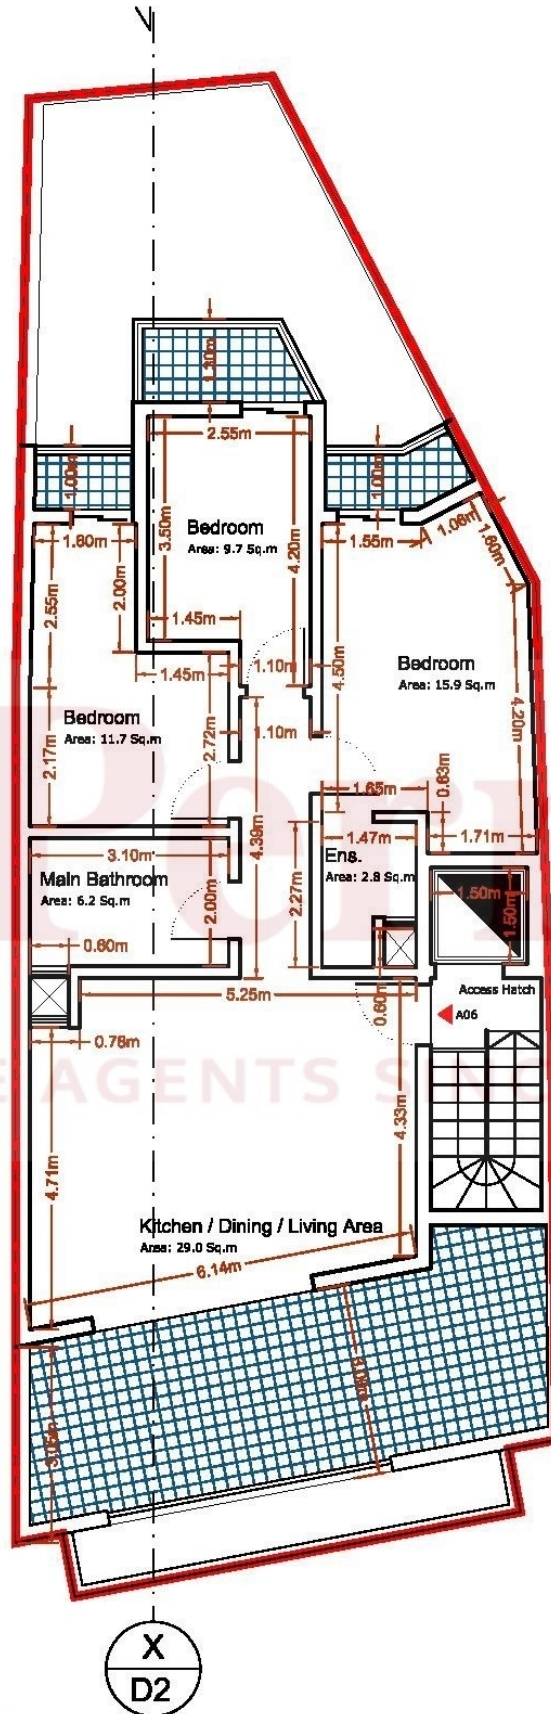 1.30m
2.55m
1.00m
1.00m
3.50m
Bedroom
Area: 9.7 Sq.m
4.20m
1.60m
2.00m
1.55m
1.06m
1.60m
2.55m
1.45m
1.10m
4.50m
Bedroom
Area: 15.9 Sq.m
1.45m
Bedroom
Area: 11.7 Sq.m
2.72m
1.10m
4.20m
2.17m
1.65m
0.63m
1.47m
1.71m
3.10m
4.39m
Ens.
Area: 2.8 Sq.m
Main Bathroom
Area: 6.2 Sq.m
2.00m
2.27m
1.50m
1.50m
0.60m
5.25m
0.60m
Access Hatch
A06
0.78m
E AGENTS SINC
4.33m
4.71m
Kitchen / Dining / Living Area
Area: 29.0 Sq.m
6.14m
3.05m
X
D2